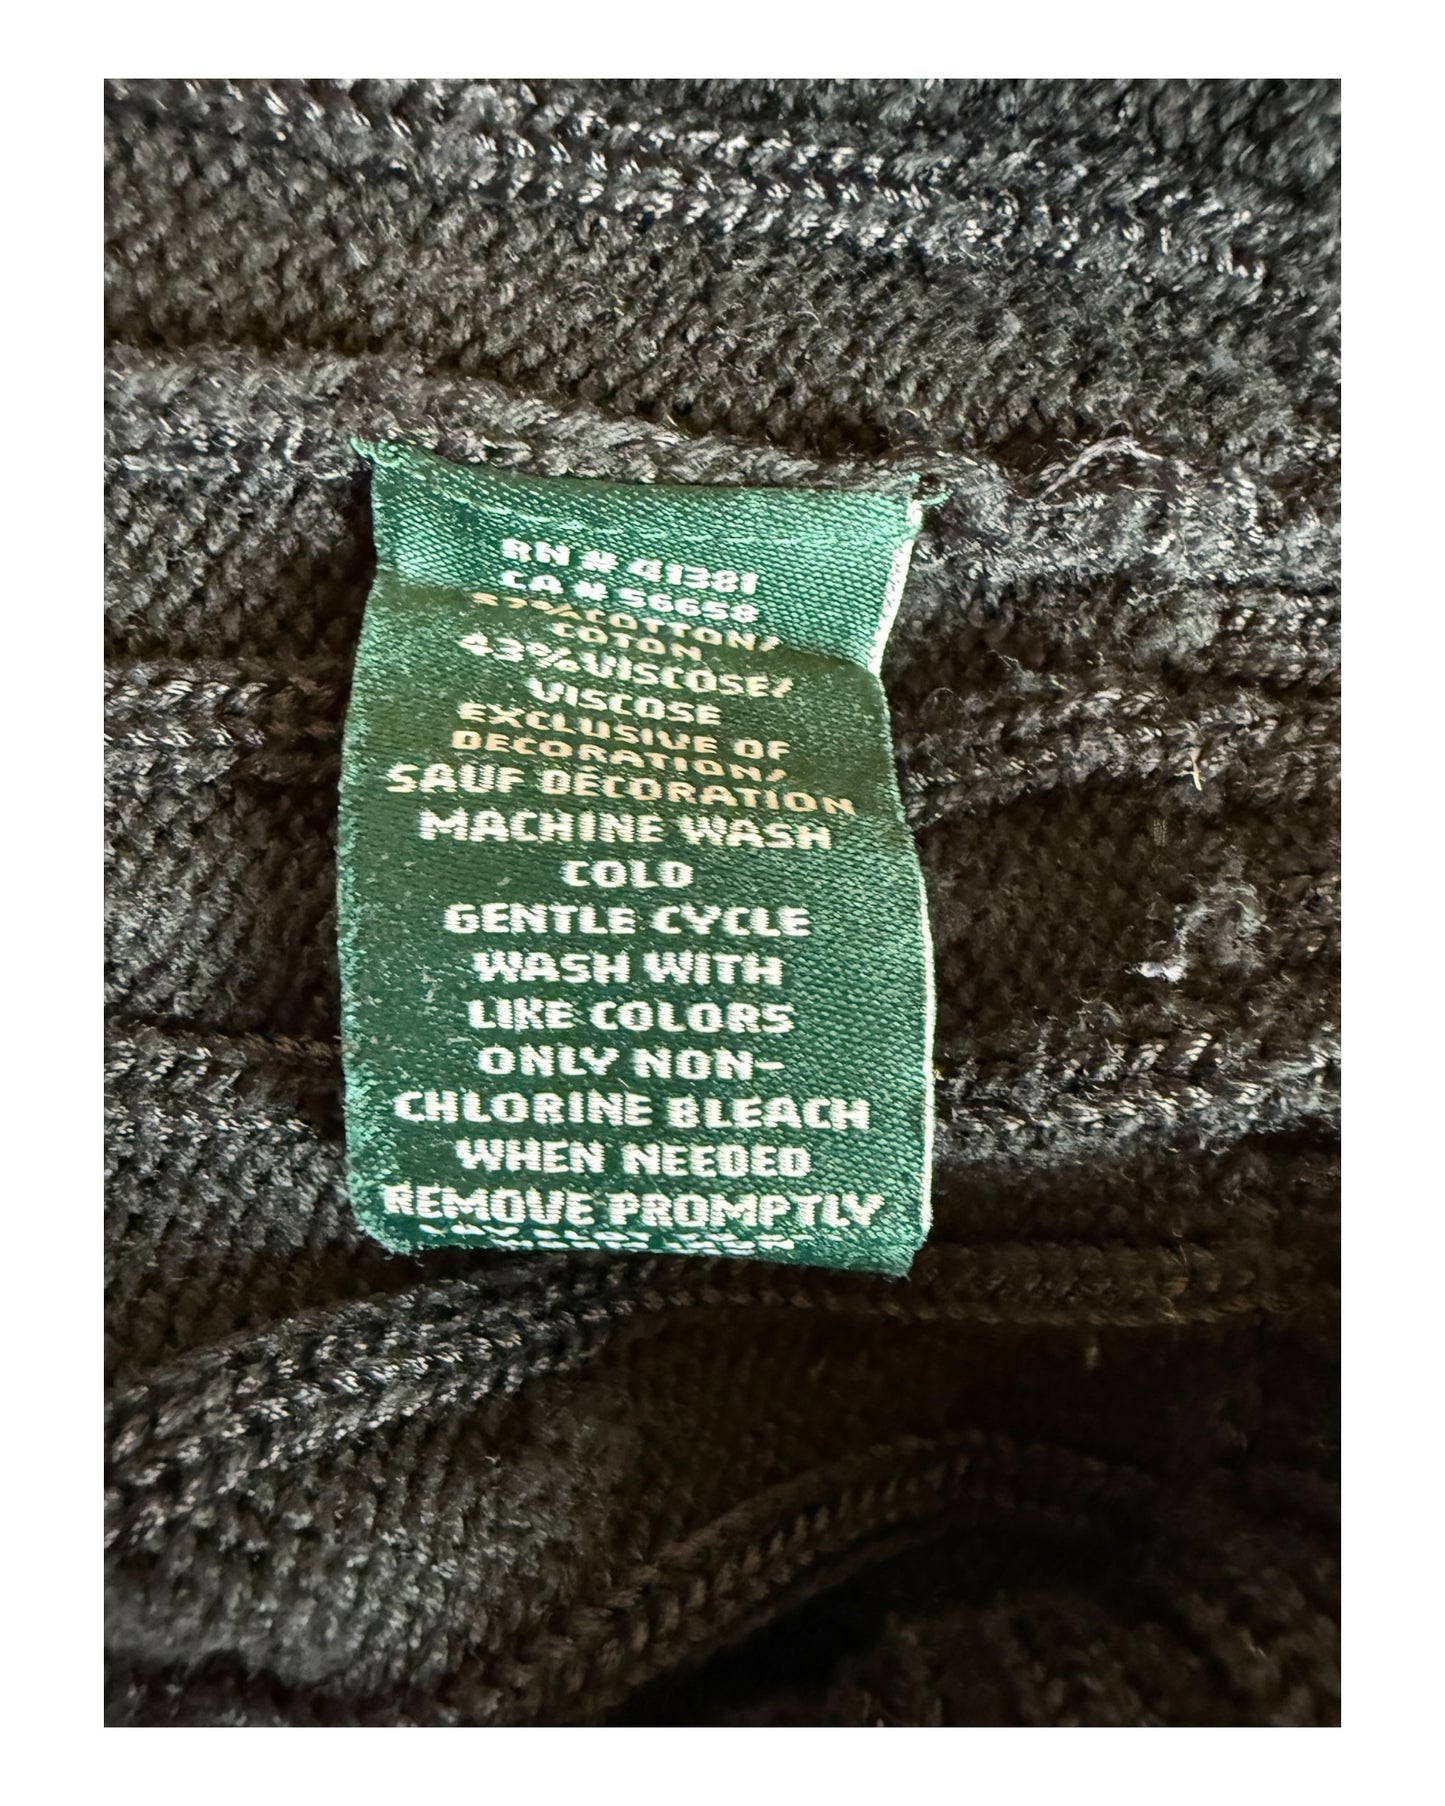 RN # 41381
CA # 56658
57%COTTON/
COTON
43%VISCOSE/
VISCOSE
EXCLUSIVE OF
DECORATION/
SAUF DÉCORATION
MACHINE WASH
COLD
GENTLE CYCLE
WASH WITH
LIKE COLORS
ONLY NON-
CHLORINE BLEACH
WHEN NEEDED
REMOVE PROMPTLY